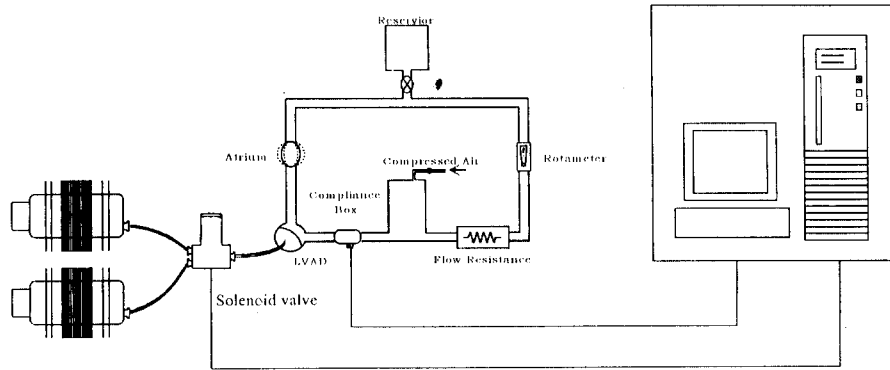 Reservior
Atrium
Compressed Air
Rotameter
Compliance
Box
LVAD
Flow Resistance
Solenoid valve